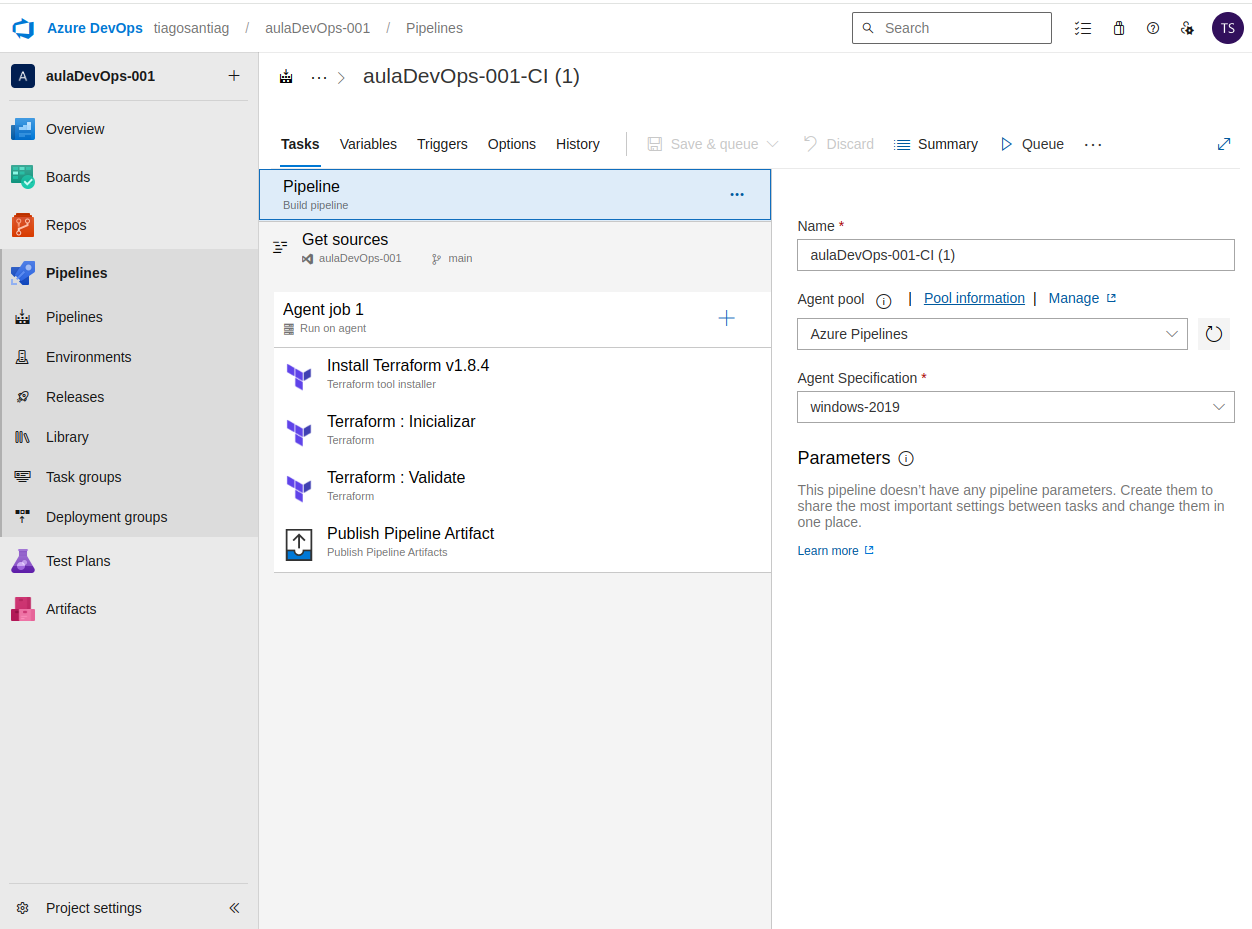 Azure DevOps tiagosantiag / aulaDevOps-001 / Pipelines
Search
TS
A aulaDevOps-001
Overview
Boards
Repos
Pipelines
Pipelines
Environments
Releases
Library
Task groups
Deployment groups
Test Plans
Artifacts
Project settings
... > aulaDevOps-001-CI (1)
Tasks Variables Triggers Options History Save & queue Discard Summary Queue ...
Pipeline
Build pipeline
Get sources
aulaDevOps-001 main
Agent job 1
Run on agent
Install Terraform v1.8.4
Terraform tool installer
Terraform : Inicializar
Terraform
Terraform : Validate
Terraform
Publish Pipeline Artifact
Publish Pipeline Artifacts
Name *
aulaDevOps-001-CI (1)
Agent pool | Pool information | Manage
Azure Pipelines
Agent Specification *
windows-2019
Parameters
This pipeline doesn’t have any pipeline parameters. Create them to
share the most important settings between tasks and change them in
one place.
Learn more